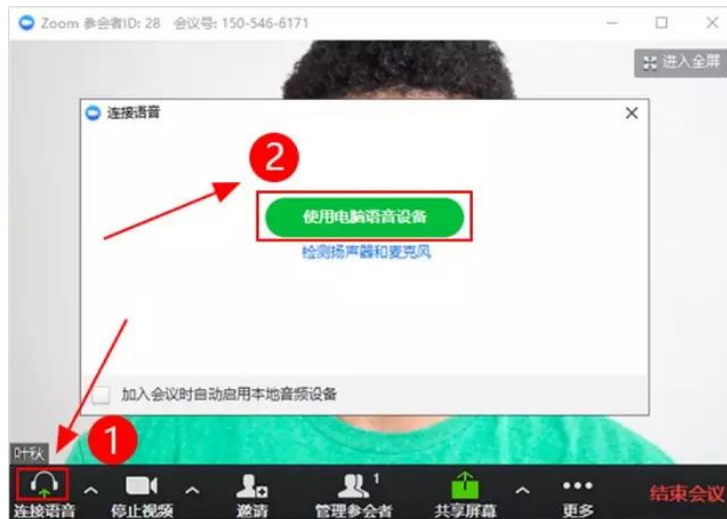 Zoom 参会者ID: 28 会议号: 150-546-6171
进入全屏
连接语音
2
使用电脑语音设备
检测扬声器和麦克风
加入会议时自动启用本地音频设备
1
叶秋
1
连接语音 停止视频 邀请 管理参会者 共享屏幕 更多 结束会议